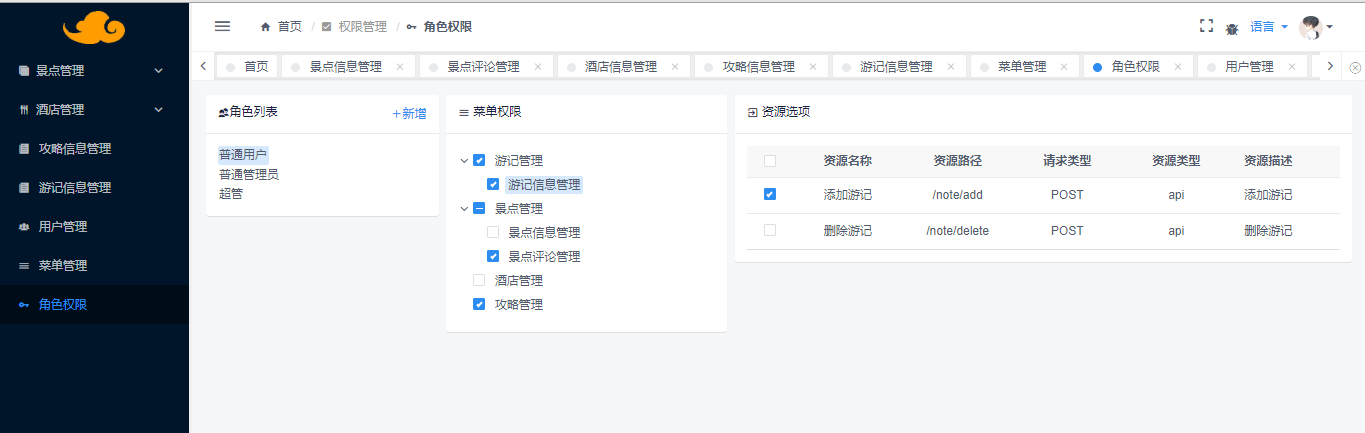 首页 / 权限管理 / 角色权限
语言
首页 景点信息管理 景点评论管理 酒店信息管理 攻略信息管理 游记信息管理 菜单管理 角色权限 用户管理
景点管理
酒店管理
攻略信息管理
游记信息管理
用户管理
菜单管理
角色权限
角色列表 +新增
普通用户
普通管理员
超管
菜单权限
游记管理
游记信息管理
景点管理
景点信息管理
景点评论管理
酒店管理
攻略管理
资源选项
资源名称 资源路径 请求类型 资源类型 资源描述
添加游记 /note/add POST api 添加游记
删除游记 /note/delete POST api 删除游记